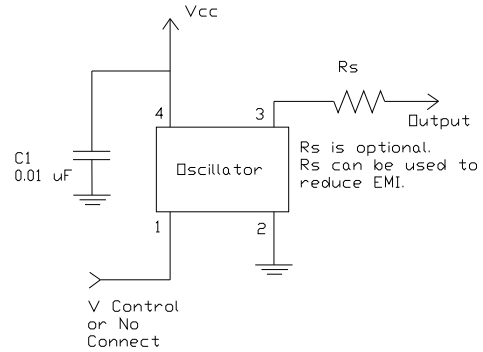 Vcc
Rs
4
3
Output
C1
0.01 uF
Oscillator
Rs is optional.
Rs can be used to
reduce EMI.
1
2
V Control
or No
Connect